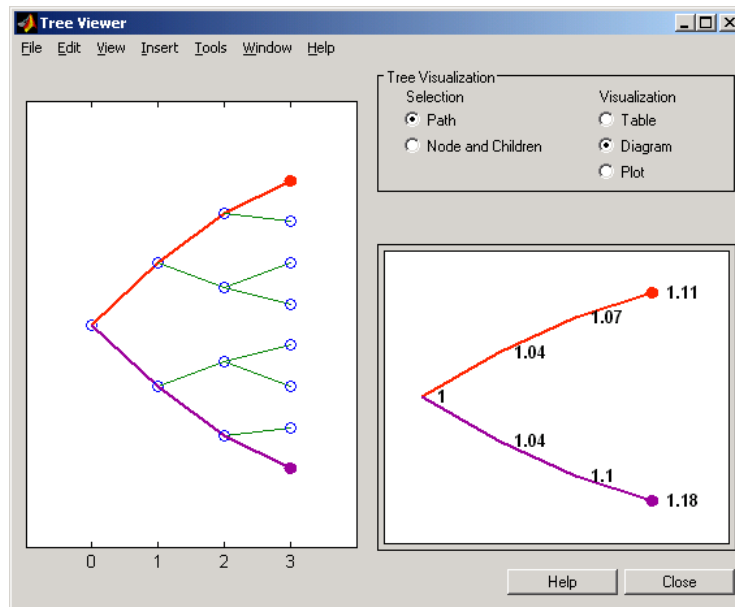 Tree Viewer
File Edit View Insert Tools Window Help
Tree Visualization
Selection
Visualization
Path
Table
Node and Children
Diagram
Plot
1.11
1.07
1.04
1
1.04
1.1
1.18
0 1 2 3
Help
Close